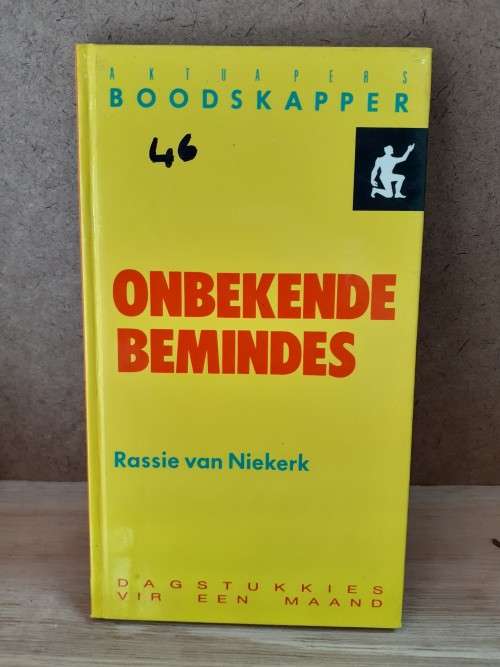 AKTUAPERS
BOODSKAPPER
46
ONBEKENDE
BEMINDES
Rassie van Niekerk
DAGSTUKKIES
VIR EEN MAAND